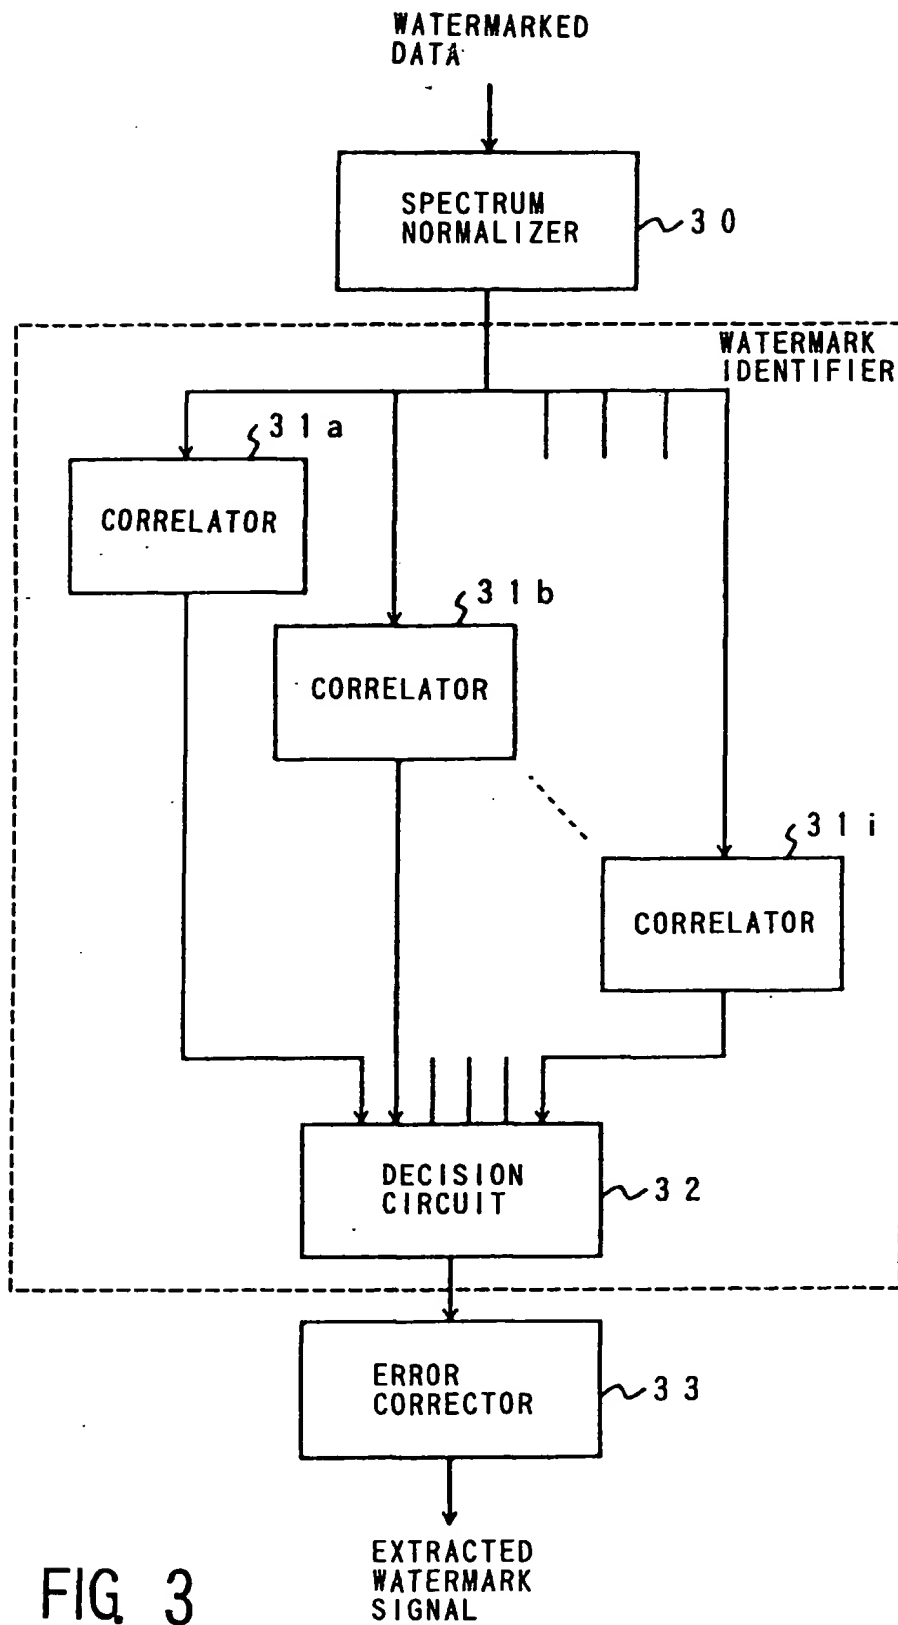 WATERMARKED
DATA
SPECTRUM
NORMALIZER
30
WATERMARK
IDENTIFIER
31a
CORRELATOR
31b
CORRELATOR
31i
CORRELATOR
DECISION
CIRCUIT
32
ERROR
CORRECTOR
33
EXTRACTED
WATERMARK
SIGNAL
FIG. 3